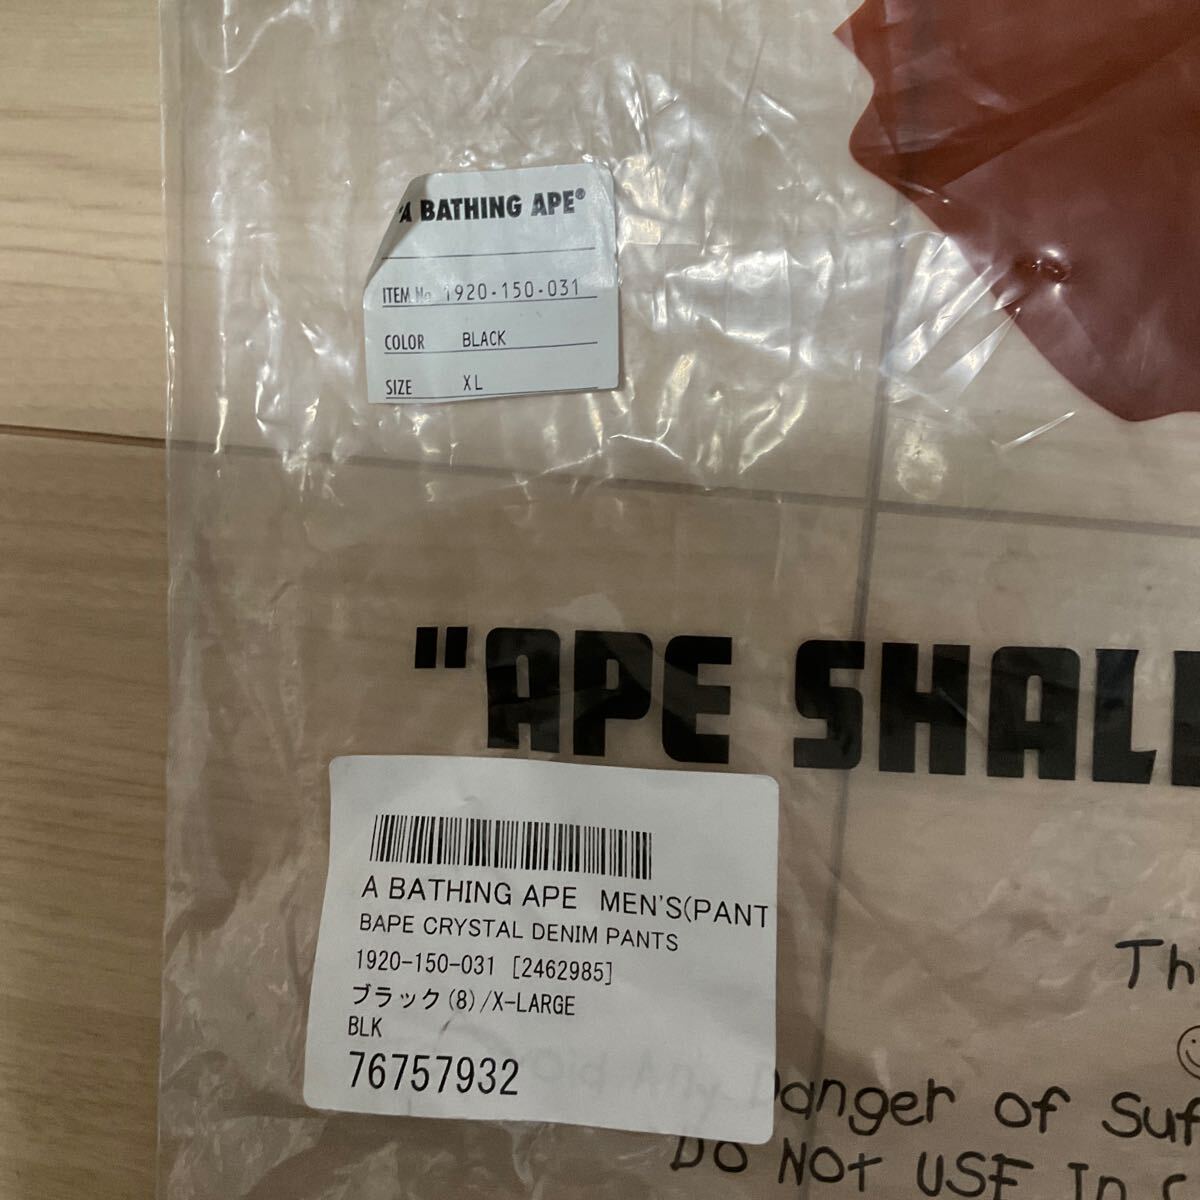 A BATHING APE®
ITEM No. 1920-150-031
COLOR BLACK
SIZE XL
"APE SHALL
A BATHING APE MEN'S(PANT
BAPE CRYSTAL DENIM PANTS
1920-150-031 [2462985]
ブラック(8)/X-LARGE
BLK
76757932
Th
Any Danger of Suf
DO NOT USE In C